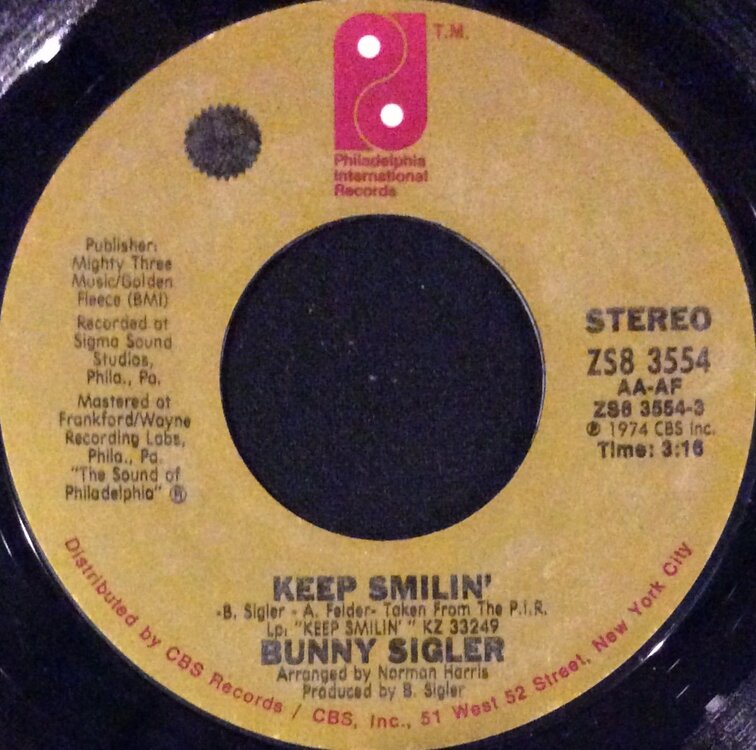 T.M.
Philadelphia
International
Records
Publisher:
Mighty Three
Music/Golden
Fleece (BMI)
Recorded at
Sigma Sound
Studios,
Phila., Pa.
Mastered at
Frankford/Wayne
Recording Labs,
Phila., Pa.
"The Sound of
Philadelphia" ®
STEREO
ZS8 3554
AA-AF
ZS8 3554-3
℗ 1974 CBS Inc.
Time: 3:16
KEEP SMILIN'
-B. Sigler - A. Felder- Taken From The P.I.R.
Lp: "KEEP SMILIN' " KZ 33249
BUNNY SIGLER
Arranged by Norman Harris
Produced by B. Sigler
Distributed by CBS Records / CBS, Inc., 51 West 52 Street, New York City